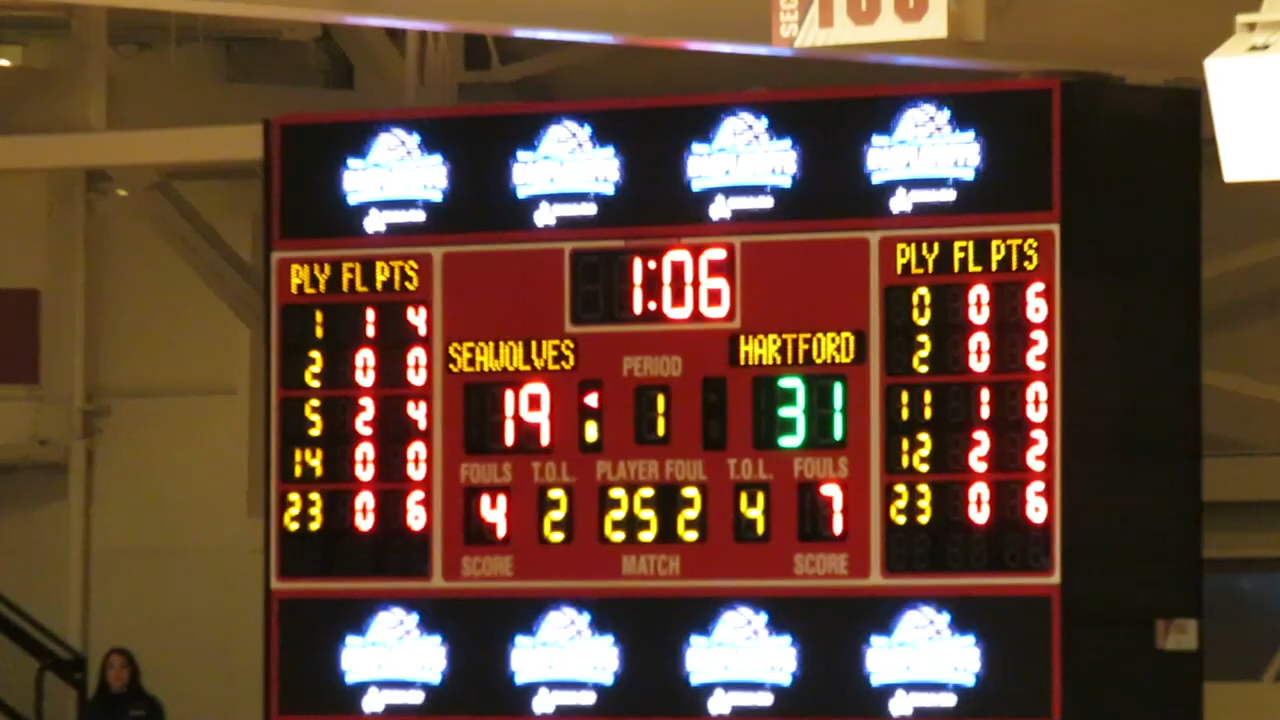 SEC 108
PLY FL PTS
1 1 4
2 0 0
5 2 4
14 0 0
23 0 6
1:06
SEAWOLVES PERIOD HARTFORD
19 1 31
FOULS T.O.L. PLAYER FOUL T.O.L. FOULS
4 2 25 2 4 7
SCORE MATCH SCORE
PLY FL PTS
0 0 6
2 0 2
11 1 0
12 2 2
23 0 6